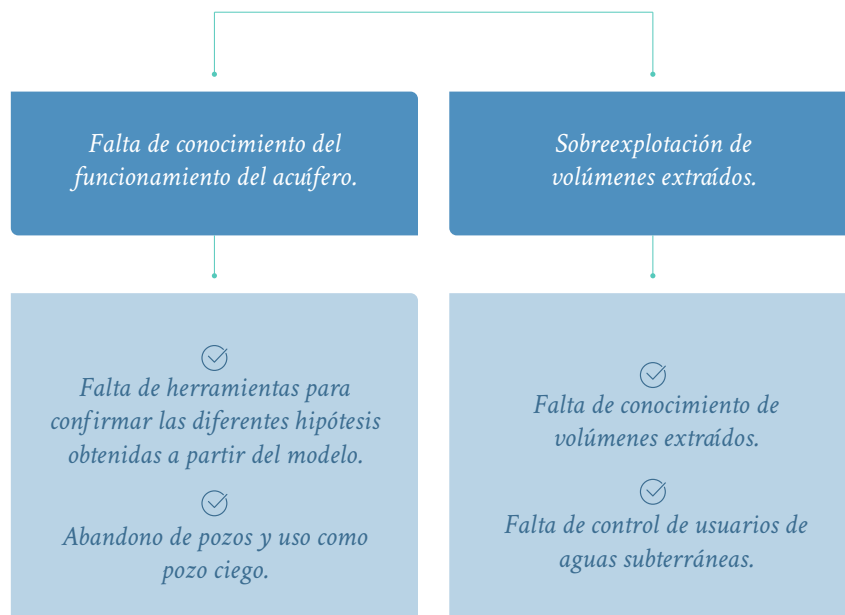 Falta de conocimiento del
funcionamiento del acuífero.
Sobreexplotación de
volúmenes extraídos.
Falta de herramientas para
confirmar las diferentes hipótesis
obtenidas a partir del modelo.
Abandono de pozos y uso como
pozo ciego.
Falta de conocimiento de
volúmenes extraídos.
Falta de control de usuarios de
aguas subterráneas.